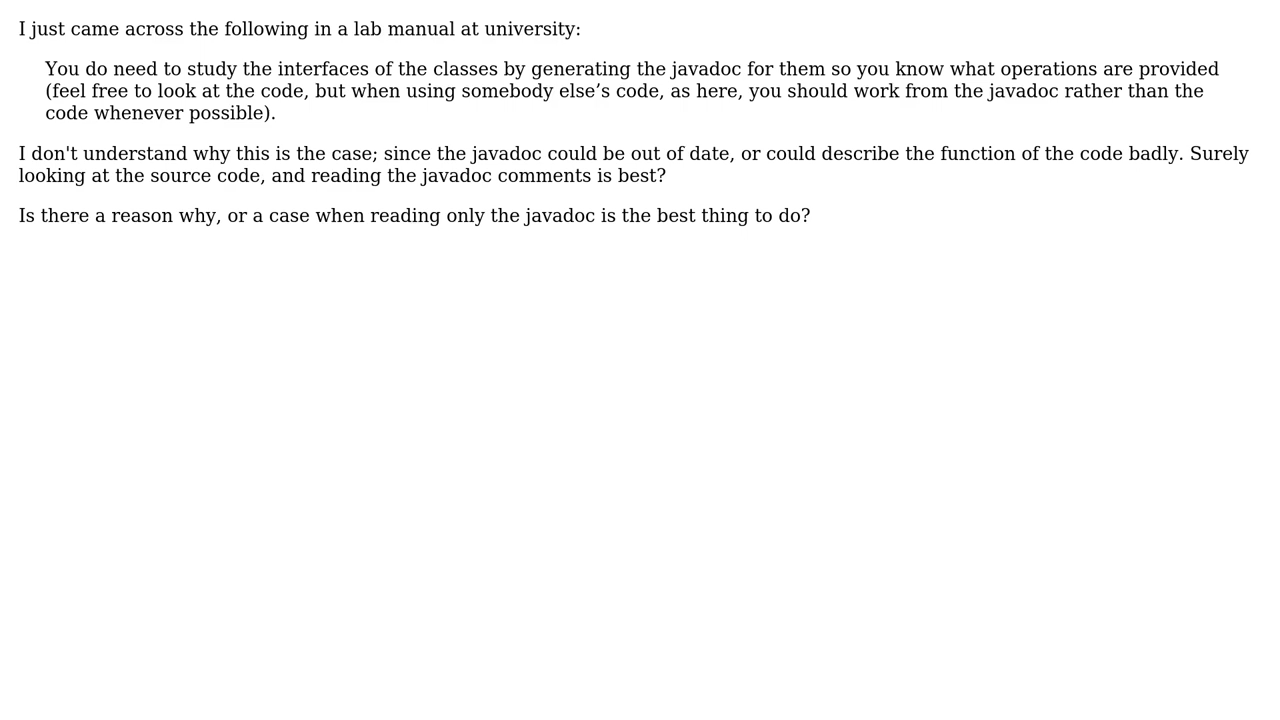 I just came across the following in a lab manual at university:
You do need to study the interfaces of the classes by generating the javadoc for them so you know what operations are provided
(feel free to look at the code, but when using somebody else’s code, as here, you should work from the javadoc rather than the
code whenever possible).
I don't understand why this is the case; since the javadoc could be out of date, or could describe the function of the code badly. Surely
looking at the source code, and reading the javadoc comments is best?
Is there a reason why, or a case when reading only the javadoc is the best thing to do?